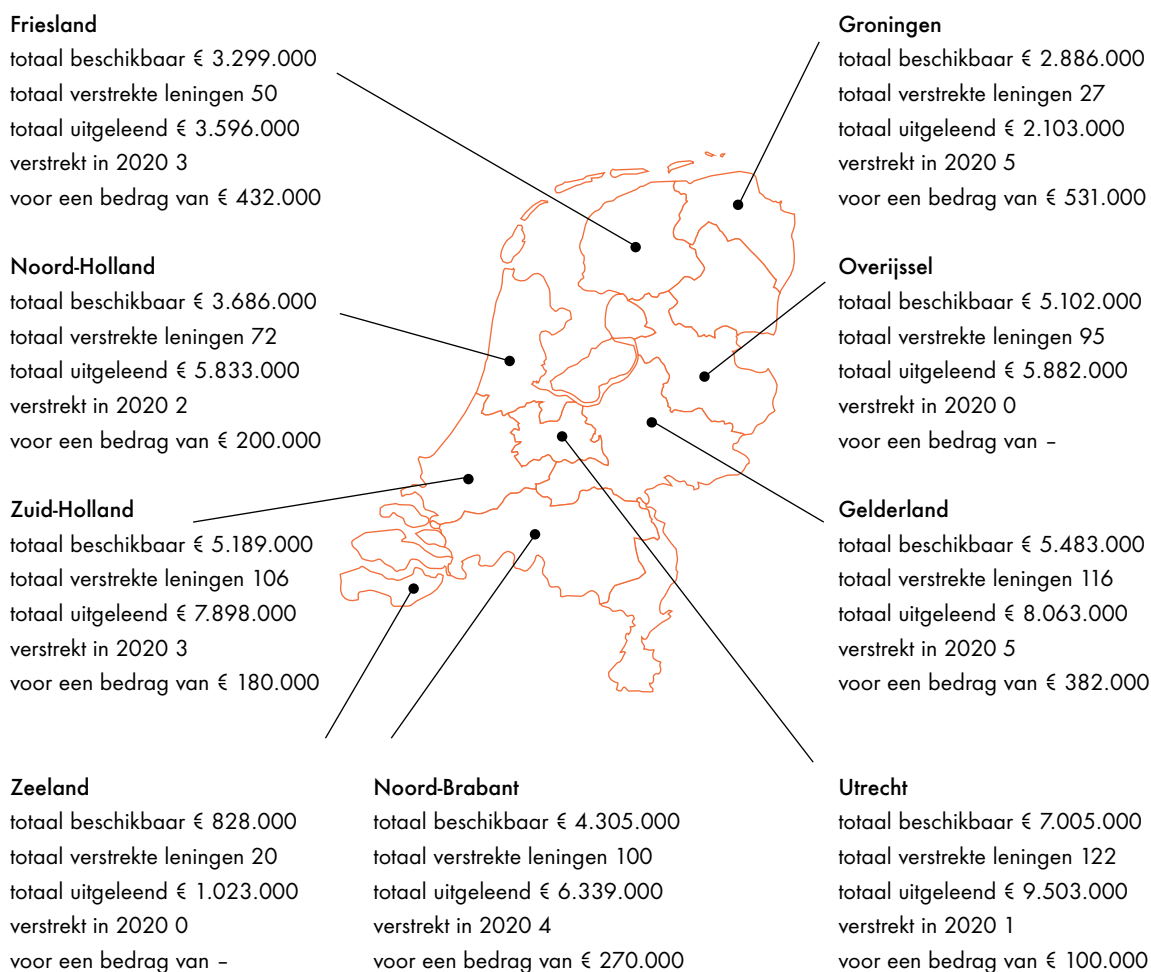 Friesland
totaal beschikbaar € 3.299.000
totaal verstrekte leningen 50
totaal uitgeleend € 3.596.000
verstrekt in 2020 3
voor een bedrag van € 432.000
Groningen
totaal beschikbaar € 2.886.000
totaal verstrekte leningen 27
totaal uitgeleend € 2.103.000
verstrekt in 2020 5
voor een bedrag van € 531.000
Noord-Holland
totaal beschikbaar € 3.686.000
totaal verstrekte leningen 72
totaal uitgeleend € 5.833.000
verstrekt in 2020 2
voor een bedrag van € 200.000
Overijssel
totaal beschikbaar € 5.102.000
totaal verstrekte leningen 95
totaal uitgeleend € 5.882.000
verstrekt in 2020 0
voor een bedrag van –
Zuid-Holland
totaal beschikbaar € 5.189.000
totaal verstrekte leningen 106
totaal uitgeleend € 7.898.000
verstrekt in 2020 3
voor een bedrag van € 180.000
Gelderland
totaal beschikbaar € 5.483.000
totaal verstrekte leningen 116
totaal uitgeleend € 8.063.000
verstrekt in 2020 5
voor een bedrag van € 382.000
Zeeland
totaal beschikbaar € 828.000
totaal verstrekte leningen 20
totaal uitgeleend € 1.023.000
verstrekt in 2020 0
voor een bedrag van –
Noord-Brabant
totaal beschikbaar € 4.305.000
totaal verstrekte leningen 100
totaal uitgeleend € 6.339.000
verstrekt in 2020 4
voor een bedrag van € 270.000
Utrecht
totaal beschikbaar € 7.005.000
totaal verstrekte leningen 122
totaal uitgeleend € 9.503.000
verstrekt in 2020 1
voor een bedrag van € 100.000